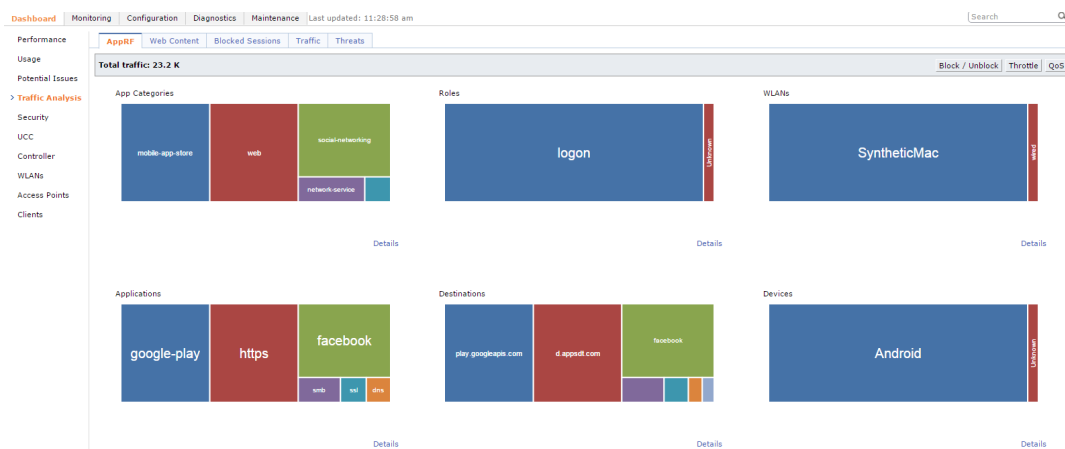 Dashboard Monitoring Configuration Diagnostics Maintenance Last updated: 11:28:58 am Search
Performance
Usage
Potential Issues
Traffic Analysis
Security
UCC
Controller
WLANs
Access Points
Clients
AppRF Web Content Blocked Sessions Traffic Threats
Total traffic: 23.2 K Block / Unblock Throttle QoS
App Categories
mobile-app-store
web
social-networking
network-service
Details
Roles
logon
Unknown
Details
WLANs
SyntheticMac
wired
Details
Applications
google-play
https
facebook
smb
ssl
dns
Details
Destinations
play.googleapis.com
d.appsdt.com
facebook
Details
Devices
Android
Unknown
Details